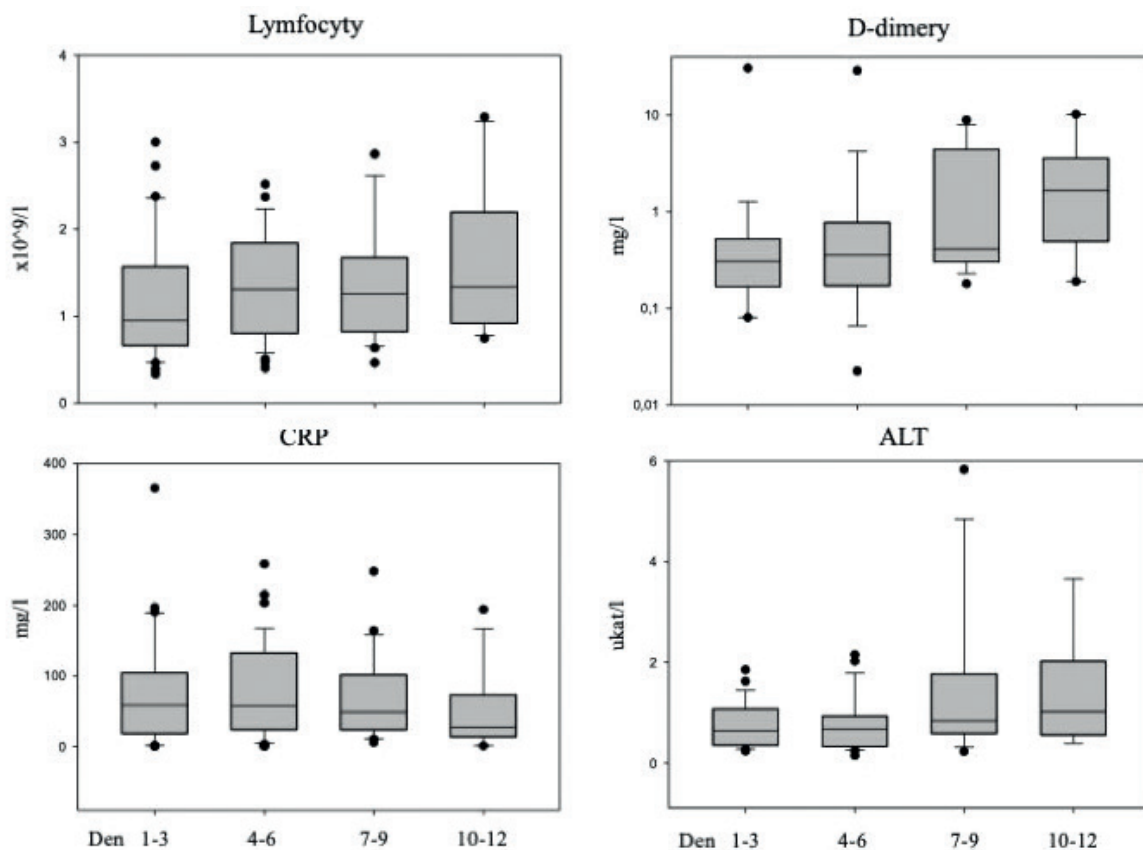 Lymfocyty
4
3
2
1
0
x10^9/l
D-dimery
10
1
0,1
0,01
mg/l
CRP
400
300
200
100
0
mg/l
Den 1-3 4-6 7-9 10-12
ALT
6
4
2
0
ukat/l
Den 1-3 4-6 7-9 10-12